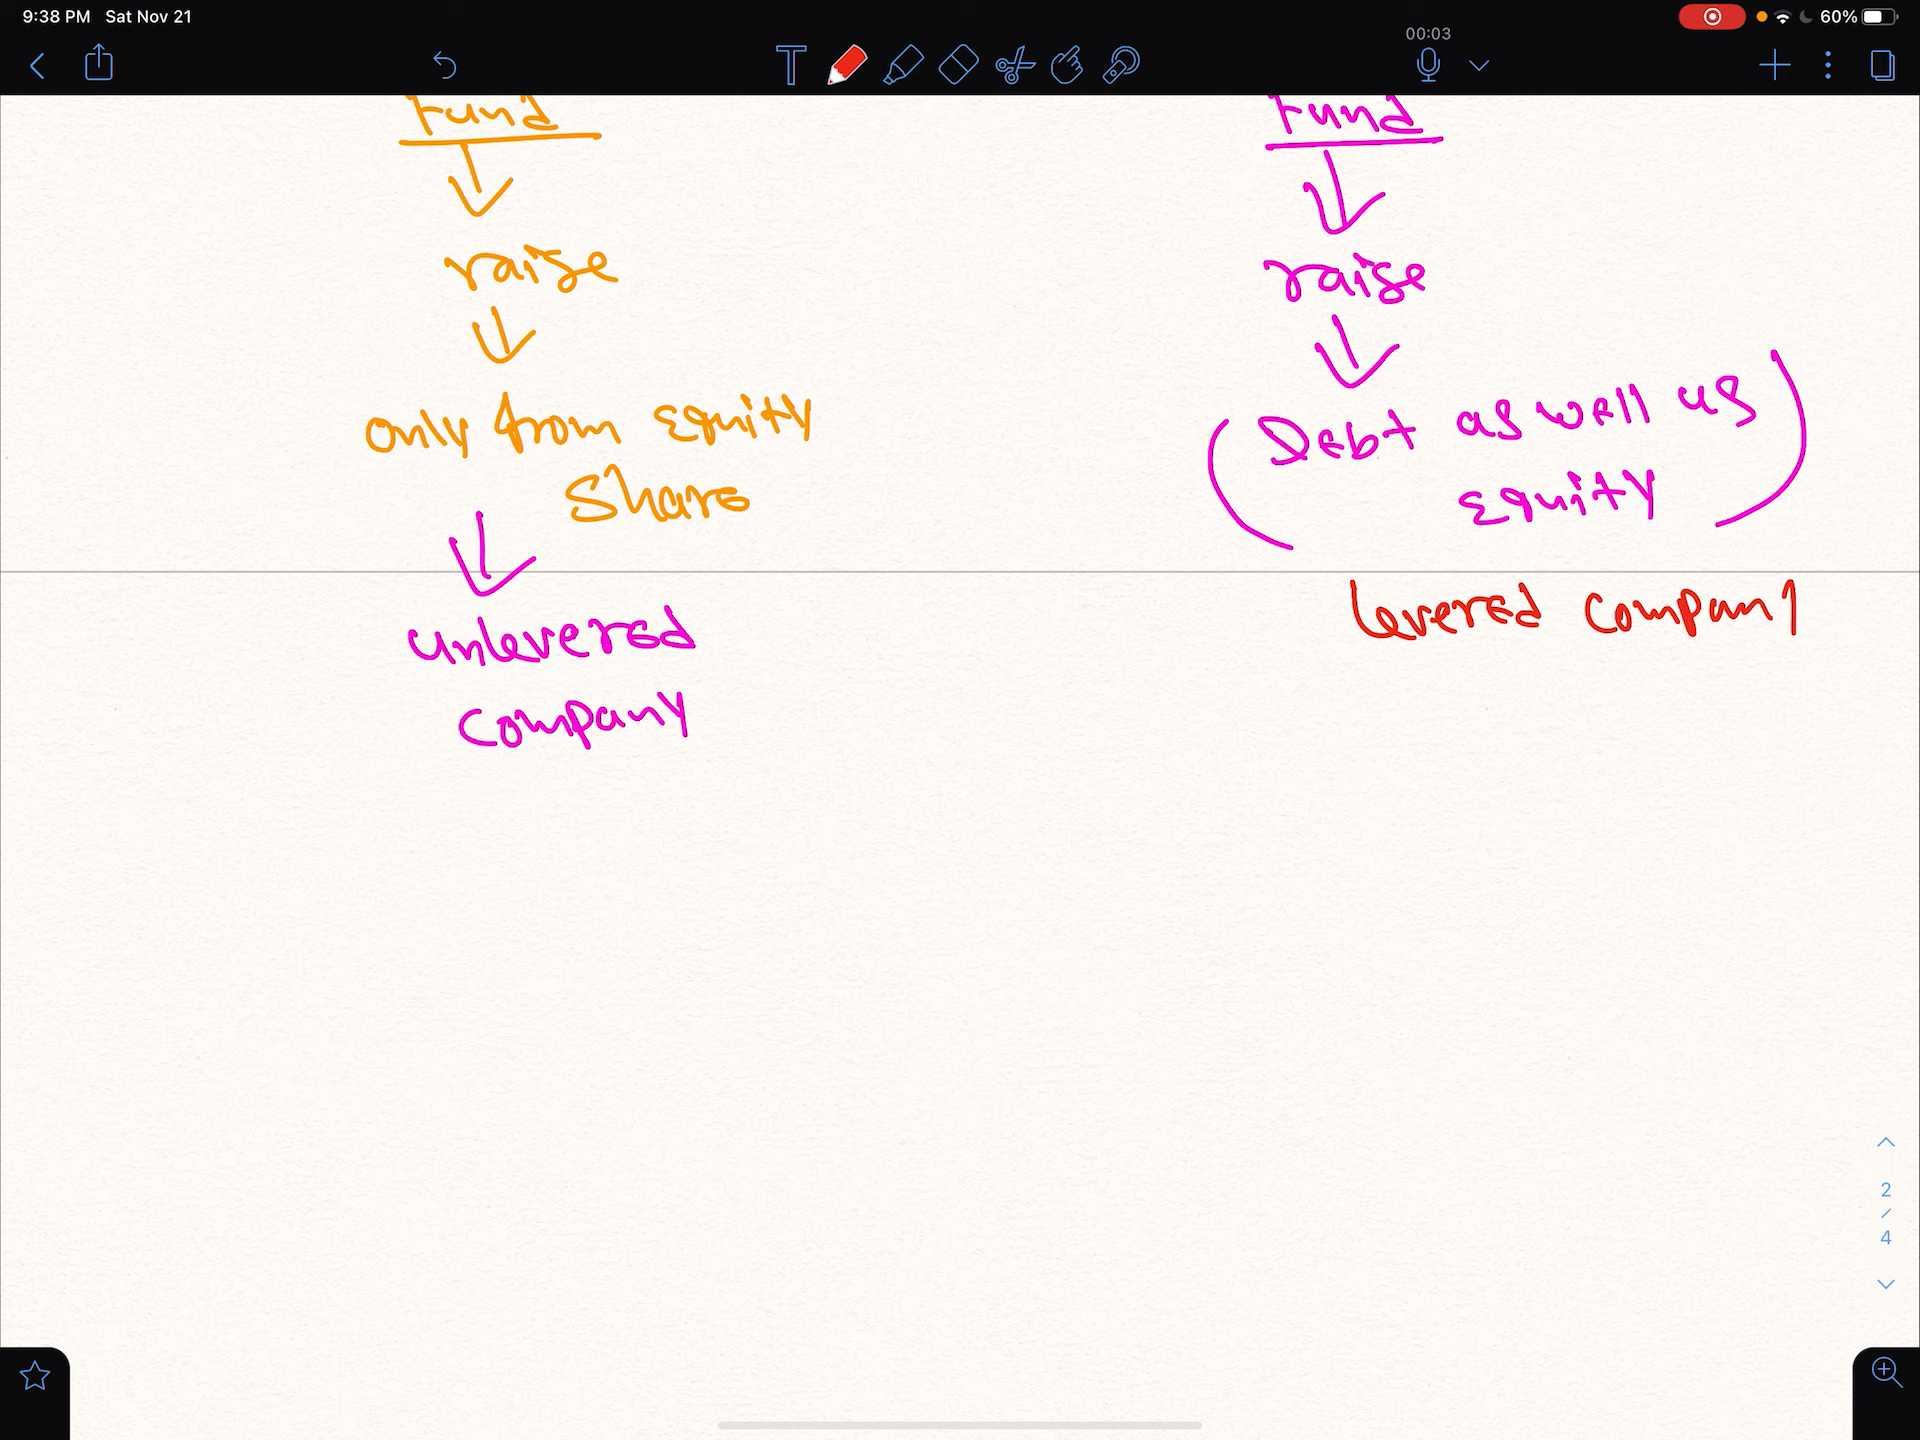 9:38 PM Sat Nov 21
60%
00:03
Fund
raise
only from equity
share
unlevered
company
Fund
raise
(Debt as well as
equity)
levered company
2
/
4